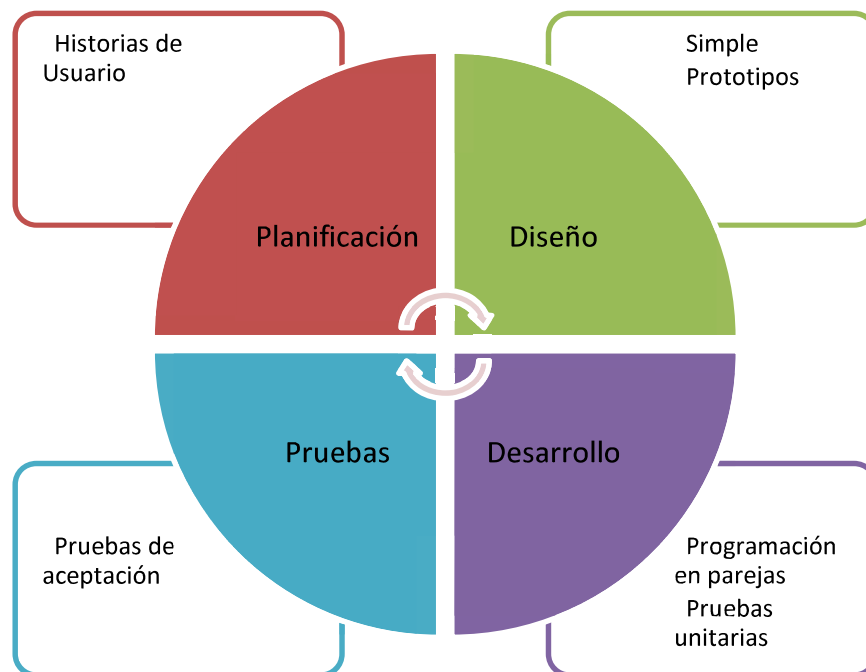 Historias de
Usuario
Simple
Prototipos
Planificación
Diseño
Pruebas
Desarrollo
Pruebas de
aceptación
Programación
en parejas
Pruebas
unitarias